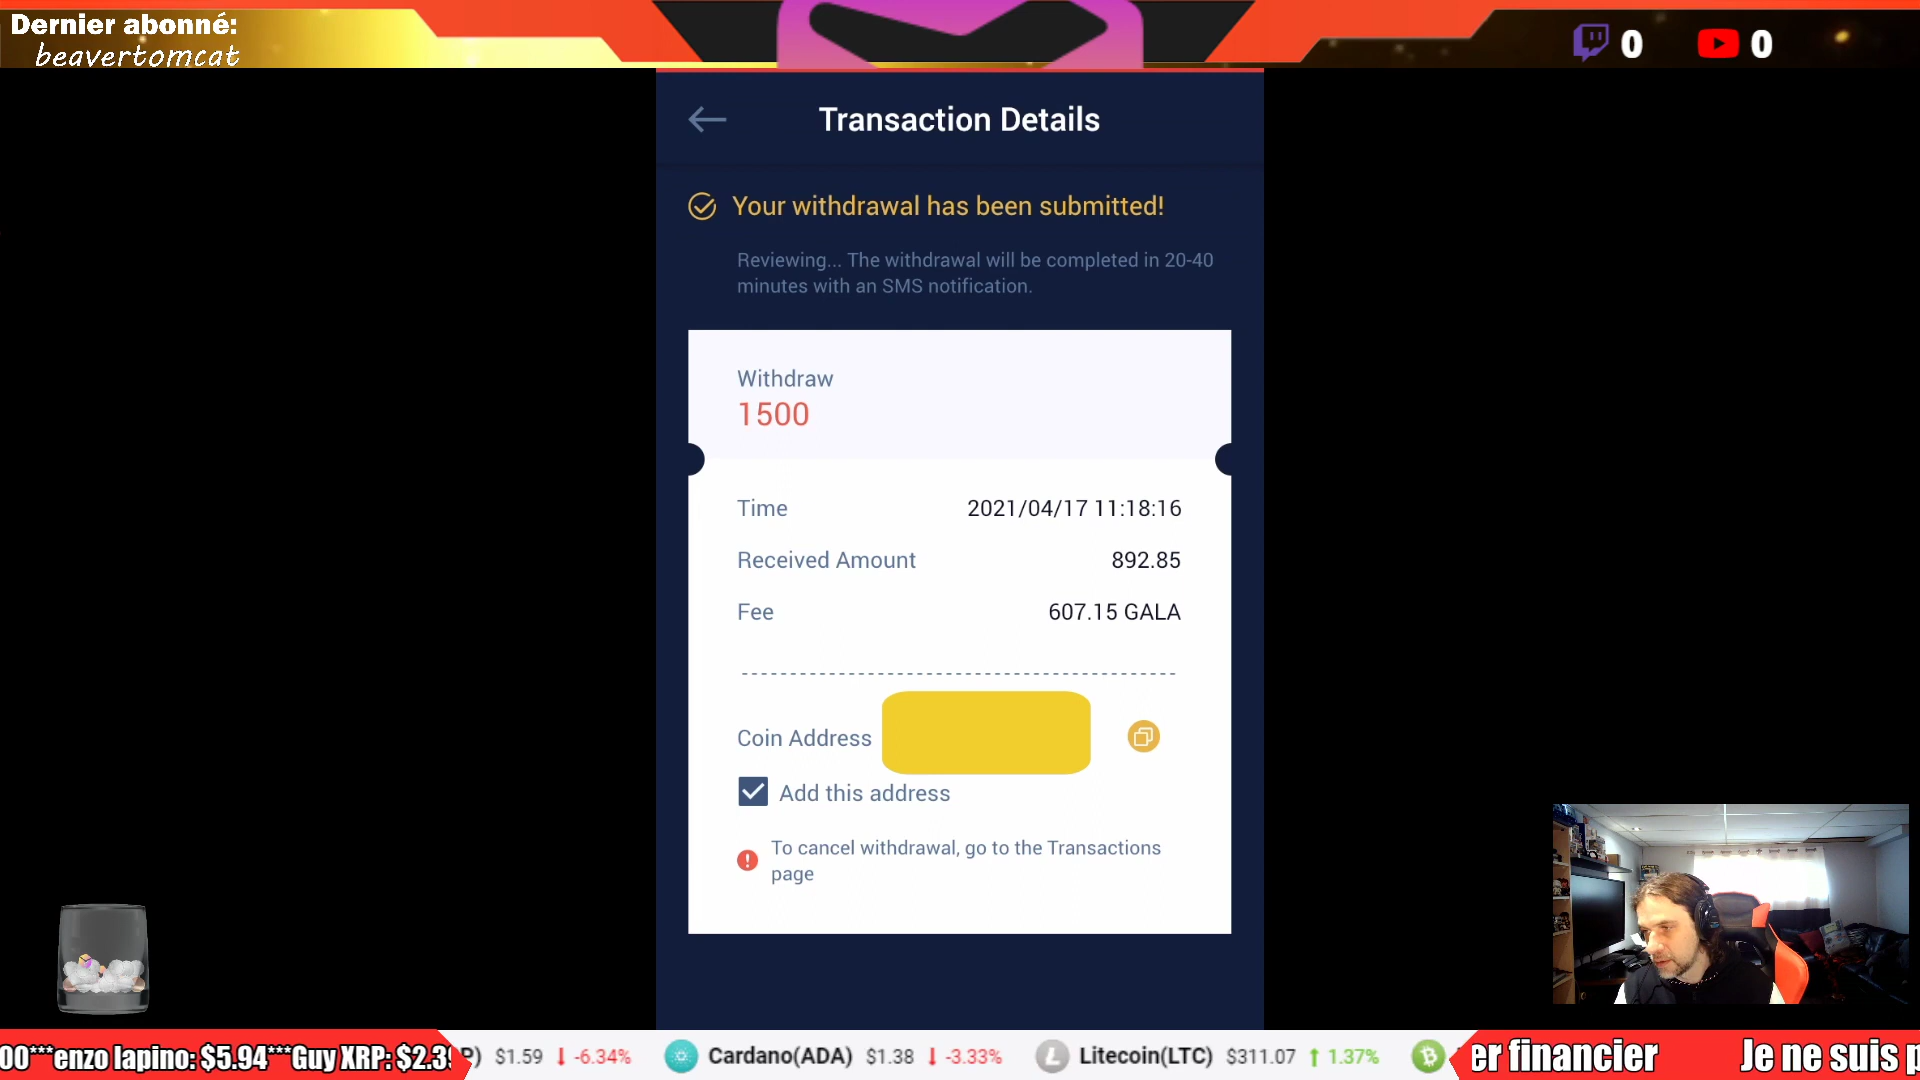 Dernier abonné:
beavertomcat
0
0
Transaction Details
Your withdrawal has been submitted!
Reviewing... The withdrawal will be completed in 20-40
minutes with an SMS notification.
Withdraw
1500
Time 2021/04/17 11:18:16
Received Amount 892.85
Fee 607.15 GALA
Coin Address
Add this address
To cancel withdrawal, go to the Transactions
page
00***enzo lapino: $5.94***Guy XRP: $2.39 P) $1.59 -6.34% Cardano(ADA) $1.38 -3.33% Litecoin(LTC) $311.07 1.37% er financier Je ne suis p